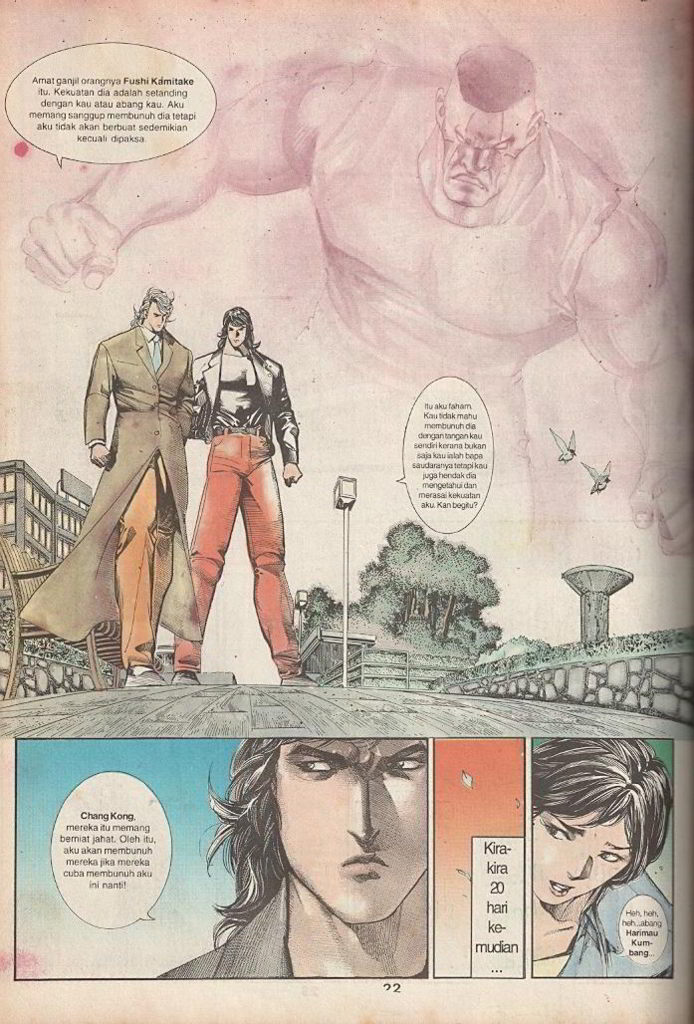 Amat ganjil orangnya Fushi Kamitake
itu. Kekuatan dia adalah setanding
dengan kau atau abang kau. Aku
memang sanggup membunuh dia tetapi
aku tidak akan berbuat sedemikian
kecuali dipaksa.
Itu aku faham.
Kau tidak mahu
membunuh dia
dengan tangan kau
sendiri kerana bukan
saja kau ialah bapa
saudaranya tetapi kau
juga hendak dia
mengetahui dan
merasai kekuatan
aku. Kan begitu?
Chang Kong,
mereka itu memang
berniat jahat. Oleh itu,
aku akan membunuh
mereka jika mereka
cuba membunuh aku
ini nanti!
Kira-
kira
20
hari
ke-
mudian
...
Heh, heh,
heh...abang
Harimau
Kum-
bang...
22